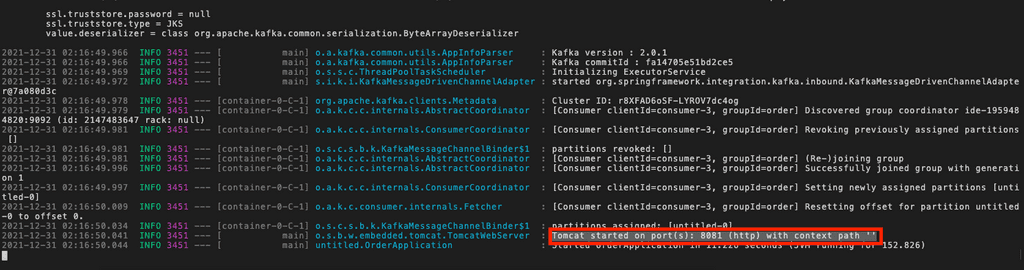 ssl.truststore.password = null
ssl.truststore.type = JKS
value.deserializer = class org.apache.kafka.common.serialization.ByteArrayDeserializer
2021-12-31 02:16:49.966 INFO 3451 --- [ main] o.a.kafka.common.utils.AppInfoParser : Kafka version : 2.0.1
2021-12-31 02:16:49.966 INFO 3451 --- [ main] o.a.kafka.common.utils.AppInfoParser : Kafka commitId : fa14705e51bd2ce5
2021-12-31 02:16:49.969 INFO 3451 --- [ main] o.s.s.c.ThreadPoolTaskScheduler : Initializing ExecutorService
2021-12-31 02:16:49.972 INFO 3451 --- [ main] s.i.k.i.KafkaMessageDrivenChannelAdapter : started org.springframework.integration.kafka.inbound.KafkaMessageDrivenChannelAdapte
r@7a080d3c
2021-12-31 02:16:49.978 INFO 3451 --- [container-0-C-1] org.apache.kafka.clients.Metadata : Cluster ID: r8XFAD6oSF-LYROV7dc4og
2021-12-31 02:16:49.979 INFO 3451 --- [container-0-C-1] o.a.k.c.c.internals.AbstractCoordinator : [Consumer clientId=consumer-3, groupId=order] Discovered group coordinator ide-195948
4820:9092 (id: 2147483647 rack: null)
2021-12-31 02:16:49.981 INFO 3451 --- [container-0-C-1] o.a.k.c.c.internals.ConsumerCoordinator : [Consumer clientId=consumer-3, groupId=order] Revoking previously assigned partitions
[]
2021-12-31 02:16:49.981 INFO 3451 --- [container-0-C-1] o.s.c.s.b.k.KafkaMessageChannelBinder$1 : partitions revoked: []
2021-12-31 02:16:49.981 INFO 3451 --- [container-0-C-1] o.a.k.c.c.internals.AbstractCoordinator : [Consumer clientId=consumer-3, groupId=order] (Re-)joining group
2021-12-31 02:16:49.996 INFO 3451 --- [container-0-C-1] o.a.k.c.c.internals.AbstractCoordinator : [Consumer clientId=consumer-3, groupId=order] Successfully joined group with generati
on 1
2021-12-31 02:16:49.997 INFO 3451 --- [container-0-C-1] o.a.k.c.c.internals.ConsumerCoordinator : [Consumer clientId=consumer-3, groupId=order] Setting newly assigned partitions [unti
tled-0]
2021-12-31 02:16:50.009 INFO 3451 --- [container-0-C-1] o.a.k.c.consumer.internals.Fetcher : [Consumer clientId=consumer-3, groupId=order] Resetting offset for partition untitled
-0 to offset 0.
2021-12-31 02:16:50.034 INFO 3451 --- [container-0-C-1] o.s.c.s.b.k.KafkaMessageChannelBinder$1 : partitions assigned: [untitled-0]
2021-12-31 02:16:50.041 INFO 3451 --- [ main] o.s.b.w.embedded.tomcat.TomcatWebServer : Tomcat started on port(s): 8081 (http) with context path ''
2021-12-31 02:16:50.044 INFO 3451 --- [ main] untitled.OrderApplication : Started OrderApplication in 11.226 seconds (JVM running for 152.826)